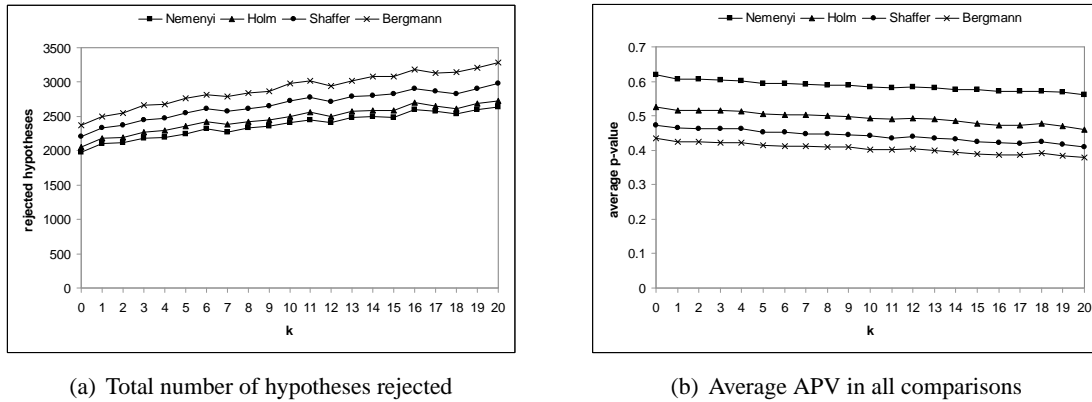 Nemenyi Holm Shaffer Bergmann
3500
3000
2500
2000
1500
1000
500
0
rejected hypotheses
0 1 2 3 4 5 6 7 8 9 10 11 12 13 14 15 16 17 18 19 20
k
(a) Total number of hypotheses rejected
Nemenyi Holm Shaffer Bergmann
0.7
0.6
0.5
0.4
0.3
0.2
0.1
0
average p-value
0 1 2 3 4 5 6 7 8 9 10 11 12 13 14 15 16 17 18 19 20
k
(b) Average APV in all comparisons